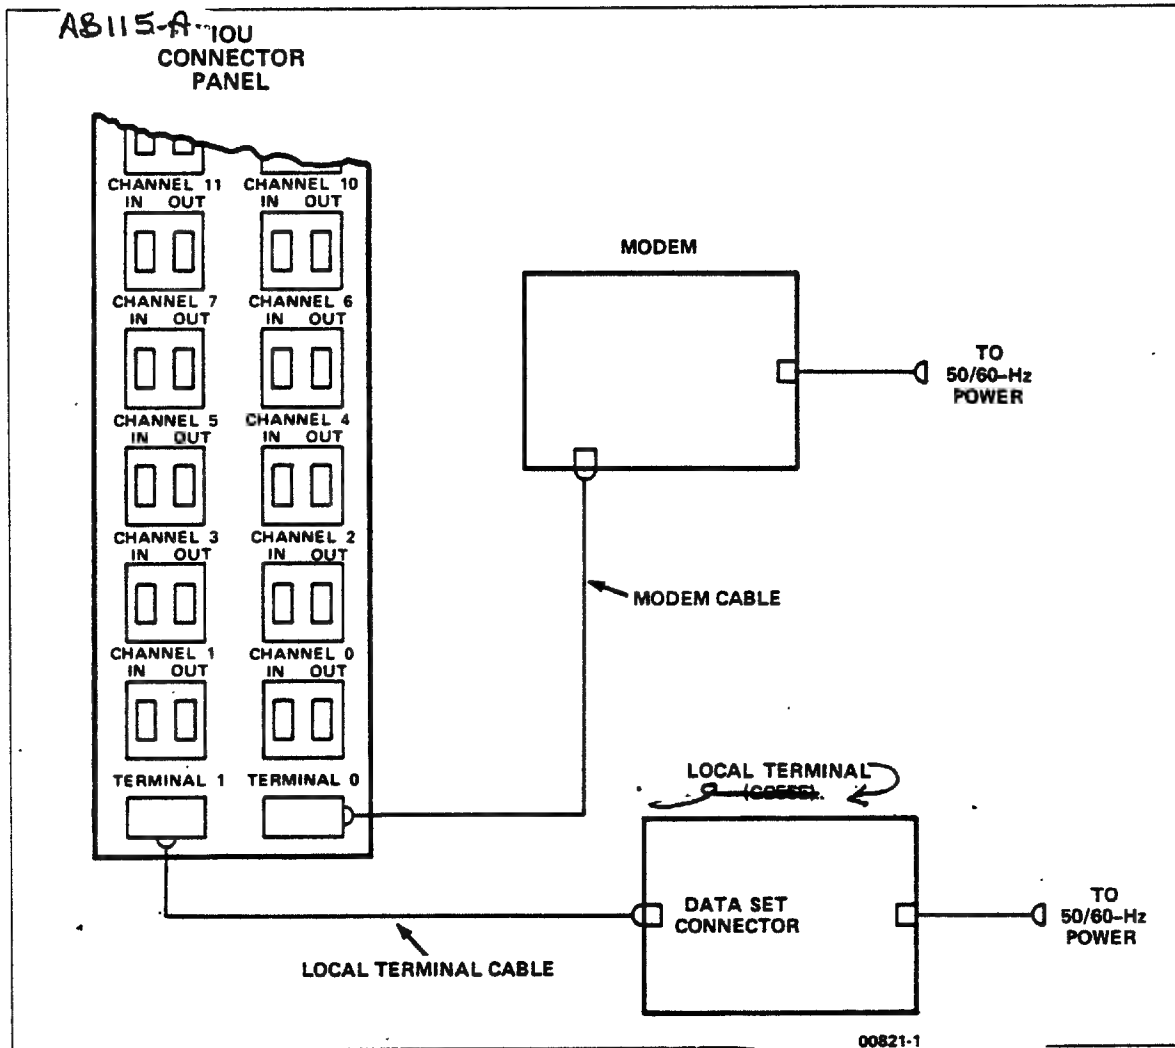 AB115-A
IOU
CONNECTOR
PANEL
CHANNEL 11 CHANNEL 10
IN OUT IN OUT
CHANNEL 7 CHANNEL 6
IN OUT IN OUT
CHANNEL 5 CHANNEL 4
IN OUT IN OUT
CHANNEL 3 CHANNEL 2
IN OUT IN OUT
CHANNEL 1 CHANNEL 0
IN OUT IN OUT
TERMINAL 1 TERMINAL 0
MODEM
TO
50/60-Hz
POWER
MODEM CABLE
LOCAL TERMINAL
DATA SET
CONNECTOR
TO
50/60-Hz
POWER
LOCAL TERMINAL CABLE
00821-1